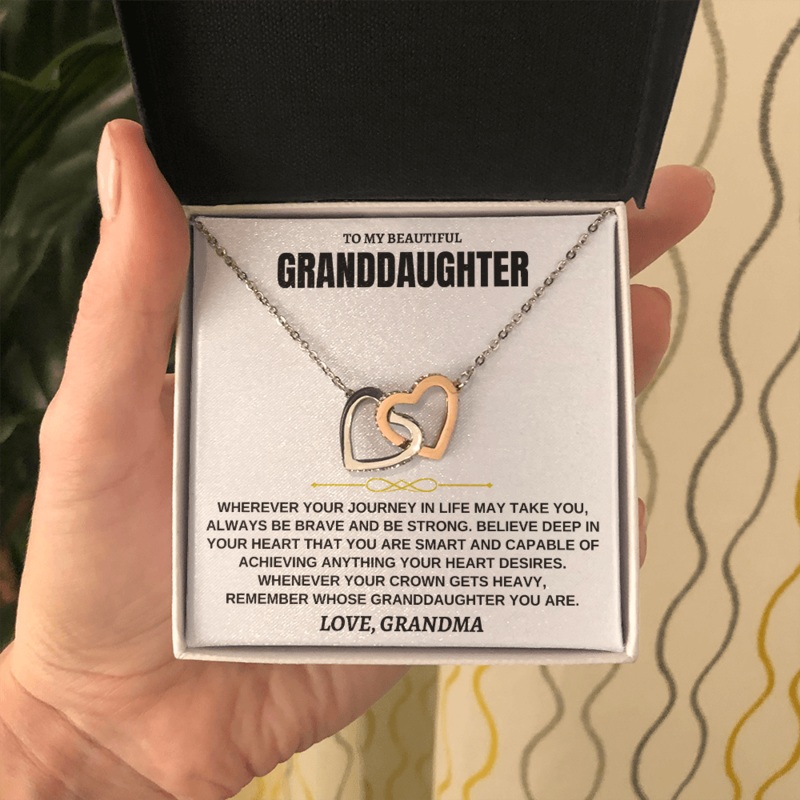 TO MY BEAUTIFUL
GRANDDAUGHTER
WHEREVER YOUR JOURNEY IN LIFE MAY TAKE YOU,
ALWAYS BE BRAVE AND BE STRONG. BELIEVE DEEP IN
YOUR HEART THAT YOU ARE SMART AND CAPABLE OF
ACHIEVING ANYTHING YOUR HEART DESIRES.
WHENEVER YOUR CROWN GETS HEAVY,
REMEMBER WHOSE GRANDDAUGHTER YOU ARE.
LOVE, GRANDMA